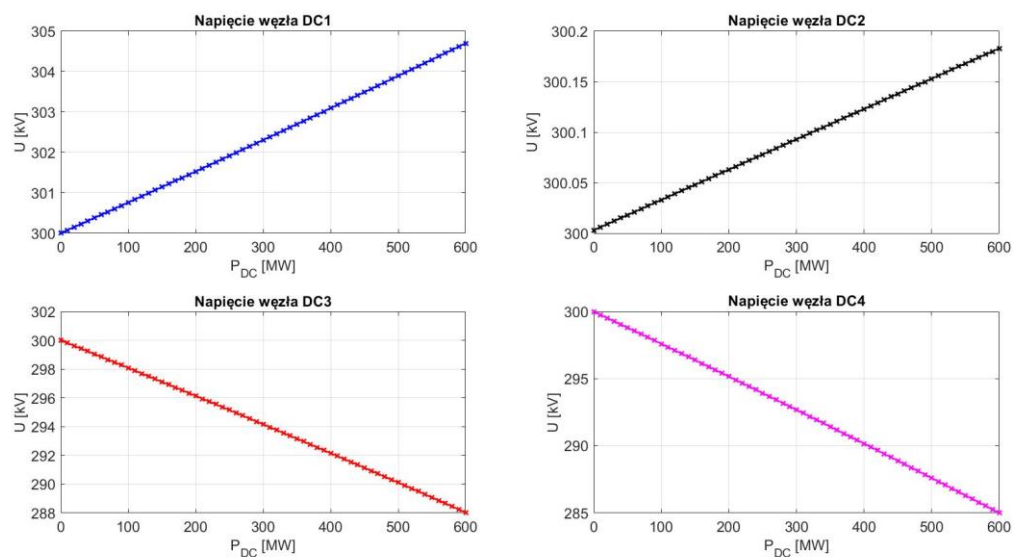 Napięcie węzła DC1
305
304
303
302
301
300
U [kV]
0 100 200 300 400 500 600
P_DC [MW]
Napięcie węzła DC2
300.2
300.15
300.1
300.05
300
U [kV]
0 100 200 300 400 500 600
P_DC [MW]
Napięcie węzła DC3
302
300
298
296
294
292
290
288
U [kV]
0 100 200 300 400 500 600
P_DC [MW]
Napięcie węzła DC4
300
295
290
285
U [kV]
0 100 200 300 400 500 600
P_DC [MW]